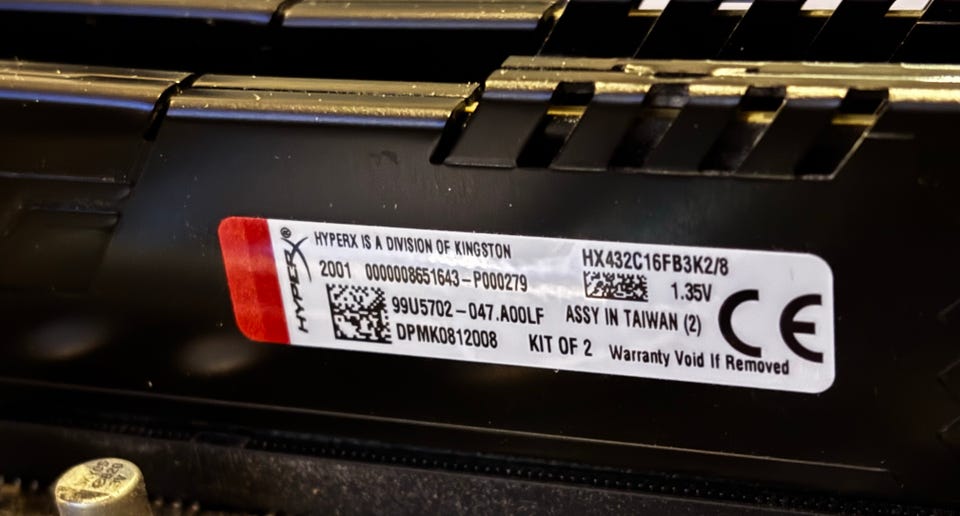 HYPERX®
HYPERX IS A DIVISION OF KINGSTON
2001 0000008651643-P000279
99U5702-047.A00LF
DPMK0812008
HX432C16FB3K2/8
1.35V
ASSY IN TAIWAN (2)
KIT OF 2 Warranty Void If Removed
CE